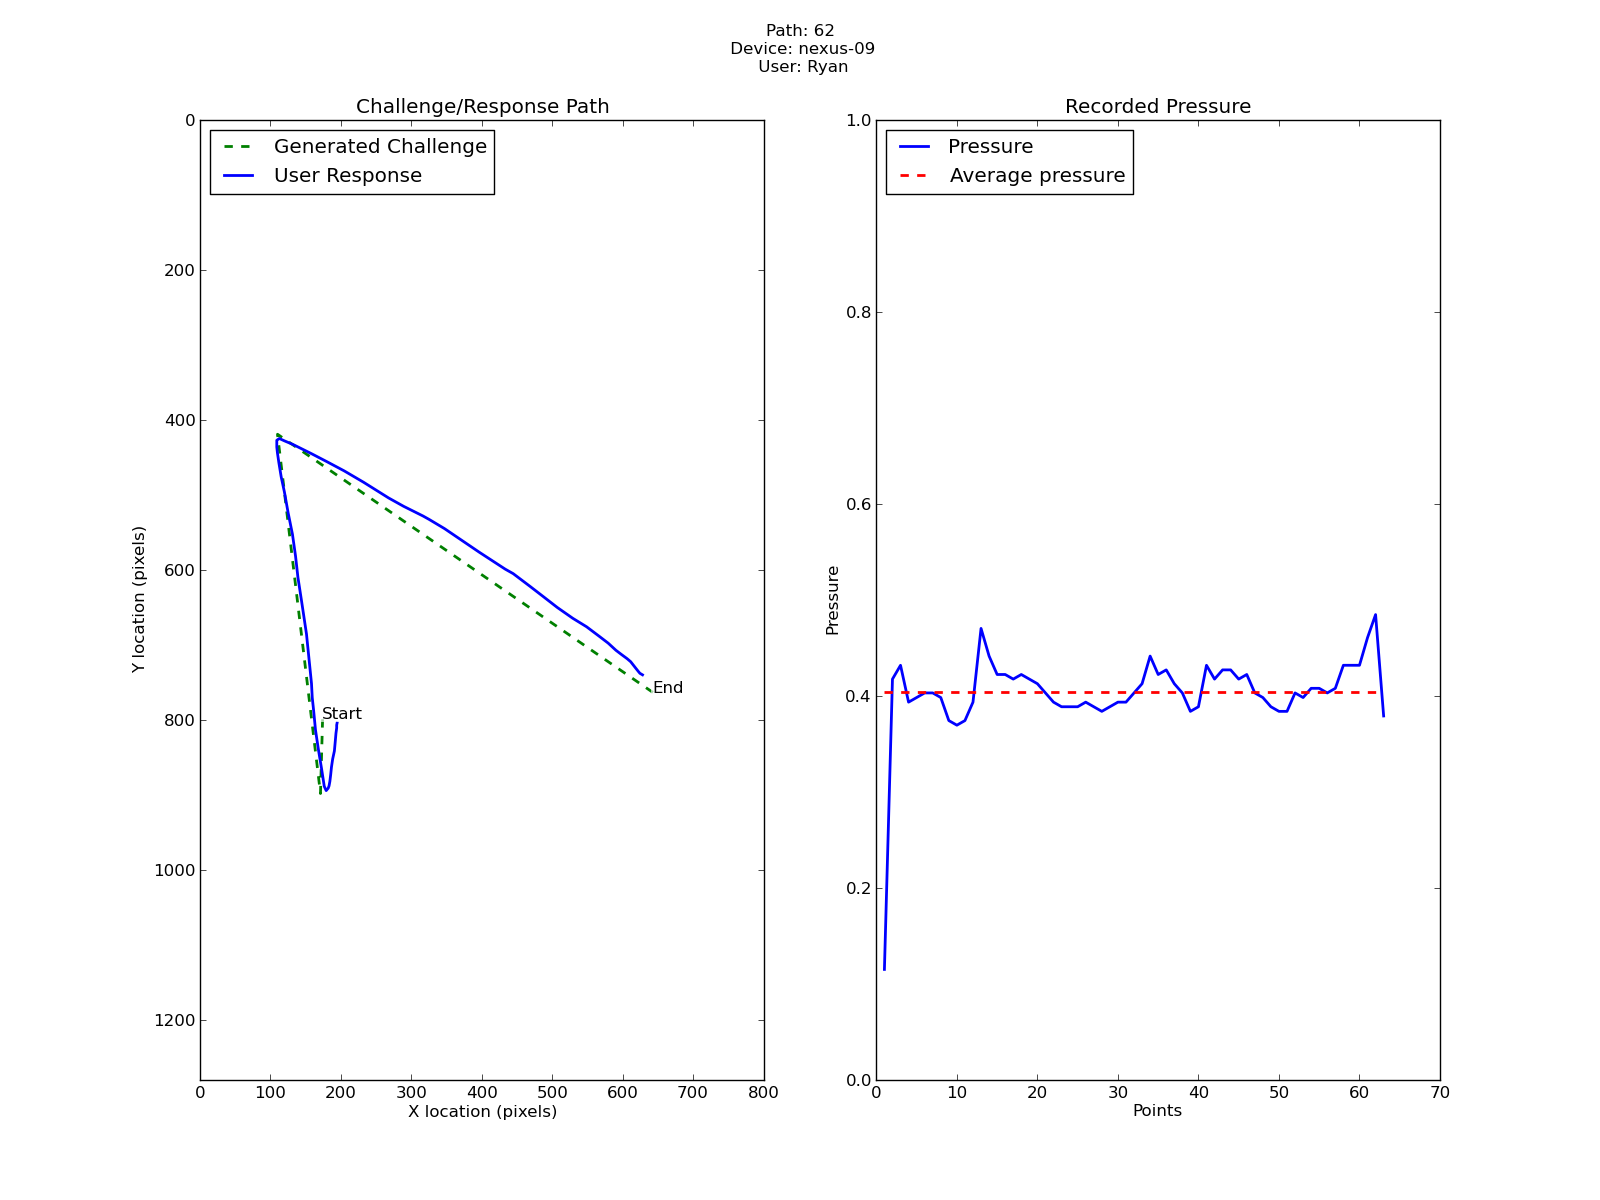 Path: 62
Device: nexus-09
User: Ryan
Challenge/Response Path
Generated Challenge
User Response
0
200
400
600
800
1000
1200
Y location (pixels)
Start
End
0 100 200 300 400 500 600 700 800
X location (pixels)
Recorded Pressure
Pressure
Average pressure
1.0
0.8
0.6
0.4
0.2
0.0
Pressure
0 10 20 30 40 50 60 70
Points